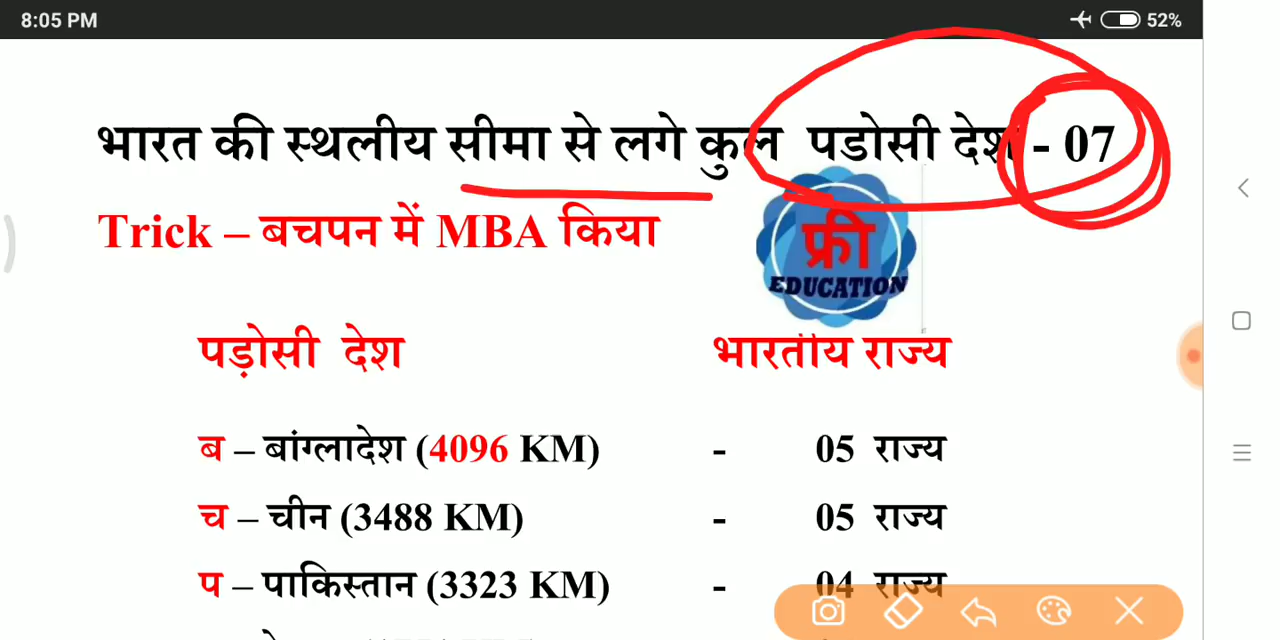 8:05 PM 52%
भारत की स्थलीय सीमा से लगे कुल पडोसी देश - 07
Trick – बचपन में MBA किया
फ्री
EDUCATION
पड़ोसी देश भारतीय राज्य
ब – बांग्लादेश (4096 KM) - 05 राज्य
च – चीन (3488 KM) - 05 राज्य
प – पाकिस्तान (3323 KM) - 04 राज्य